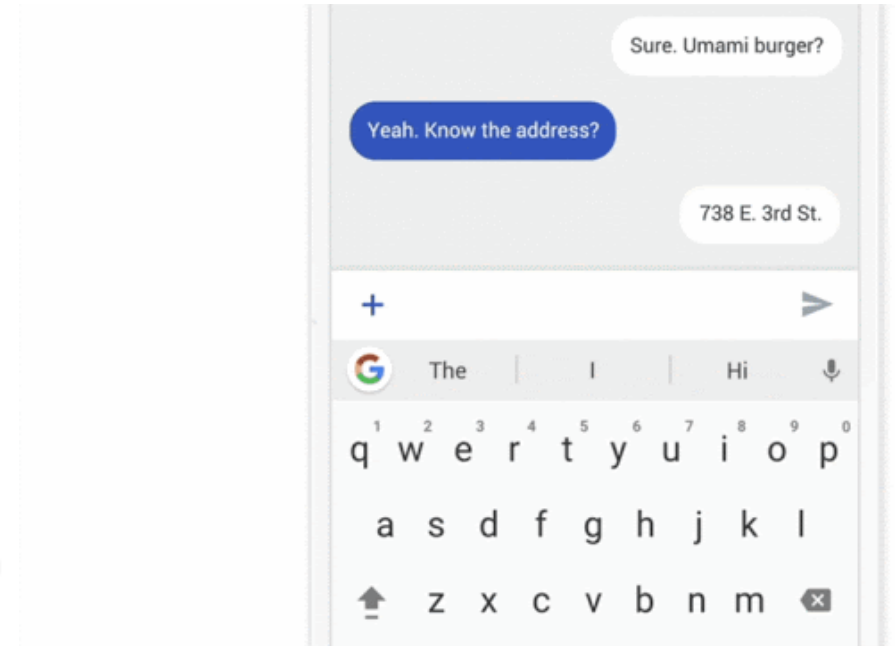 Sure. Umami burger?
Yeah. Know the address?
738 E. 3rd St.
G The I Hi
1 2 3 4 5 6 7 8 9 0
q w e r t y u i o p
a s d f g h j k l
z x c v b n m